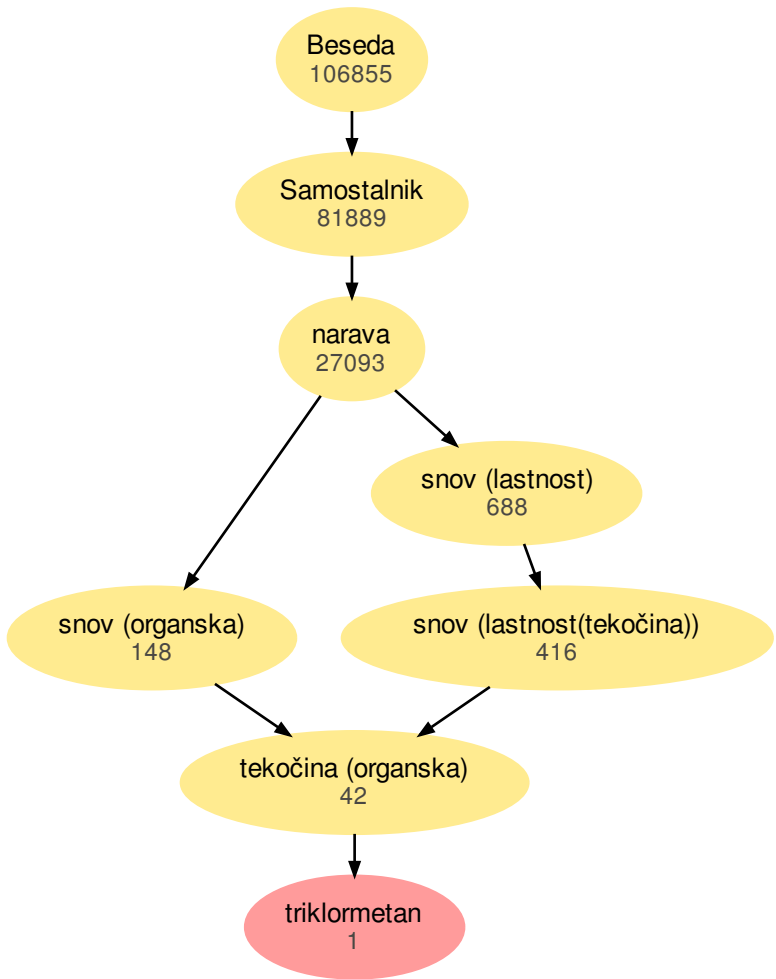 Beseda
106855
Samostalnik
81889
narava
27093
snov (lastnost)
688
snov (organska)
148
snov (lastnost(tekočina))
416
tekočina (organska)
42
triklormetan
1